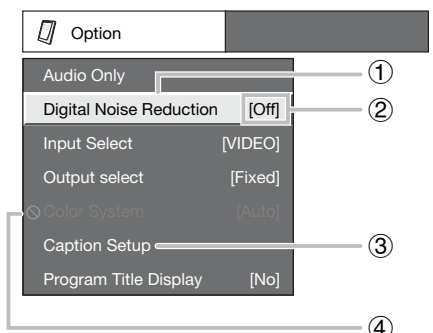 Option
Audio Only
①
Digital Noise Reduction [Off]
②
Input Select [VIDEO]
Output select [Fixed]
Color System [Auto]
Caption Setup
③
Program Title Display [No]
④